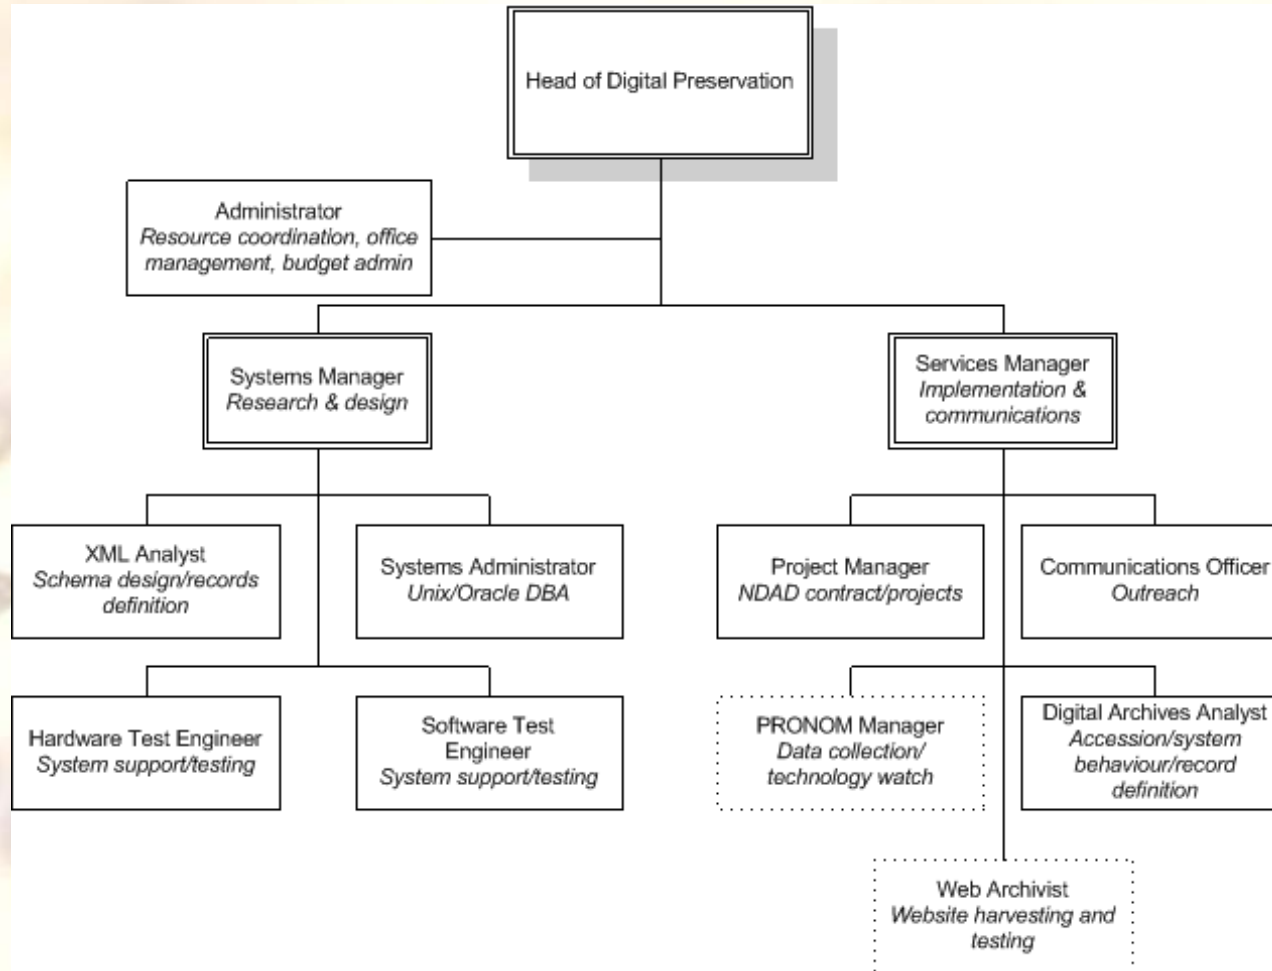 Head of Digital Preservation
Administrator
Resource coordination, office
management, budget admin
Systems Manager
Research & design
Services Manager
Implementation &
communications
XML Analyst
Schema design/records
definition
Systems Administrator
Unix/Oracle DBA
Project Manager
NDAD contract/projects
Communications Officer
Outreach
Hardware Test Engineer
System support/testing
Software Test
Engineer
System support/testing
PRONOM Manager
Data collection/
technology watch
Digital Archives Analyst
Accession/system
behaviour/record
definition
Web Archivist
Website harvesting and
testing